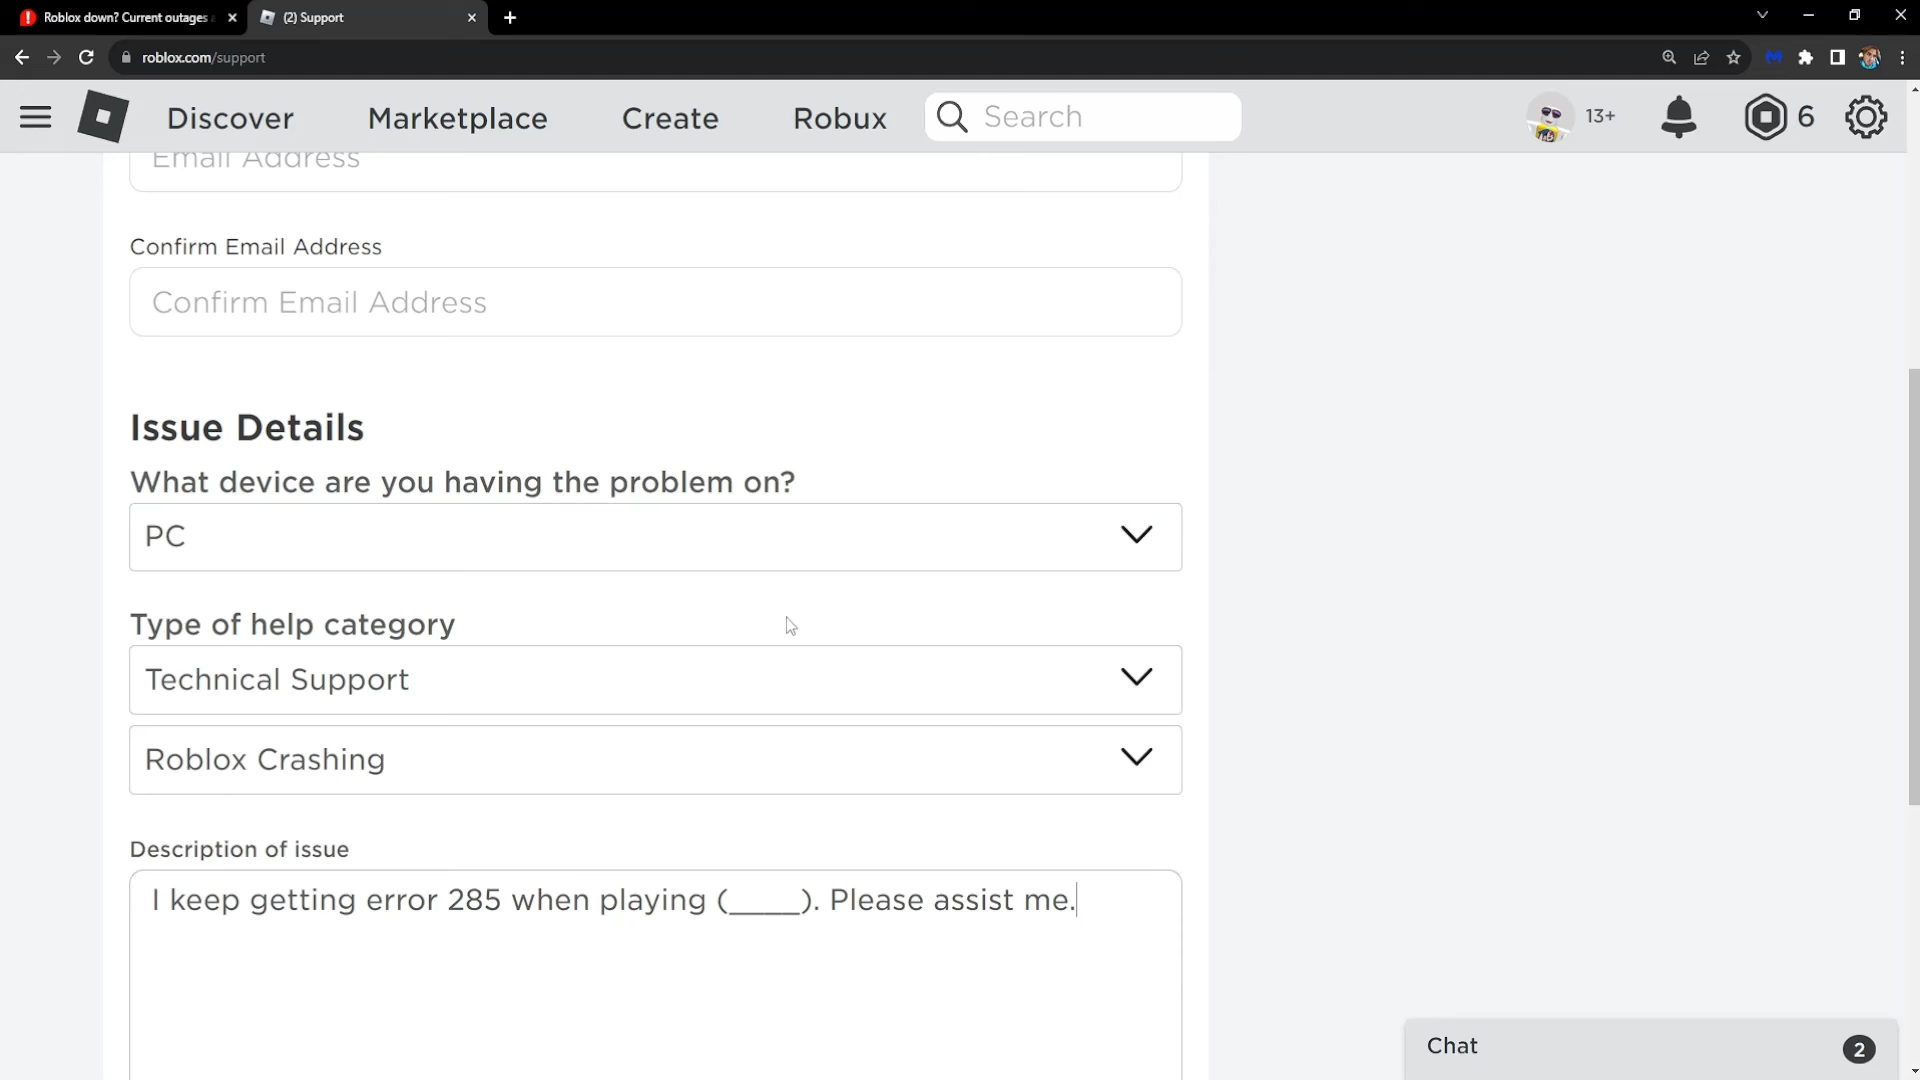 Roblox down? Current outages a
(2) Support
roblox.com/support
Discover
Marketplace
Create
Robux
Search
13+
6
Email Address
Confirm Email Address
Confirm Email Address
Issue Details
What device are you having the problem on?
PC
Type of help category
Technical Support
Roblox Crashing
Description of issue
I keep getting error 285 when playing (____). Please assist me.
Chat
2